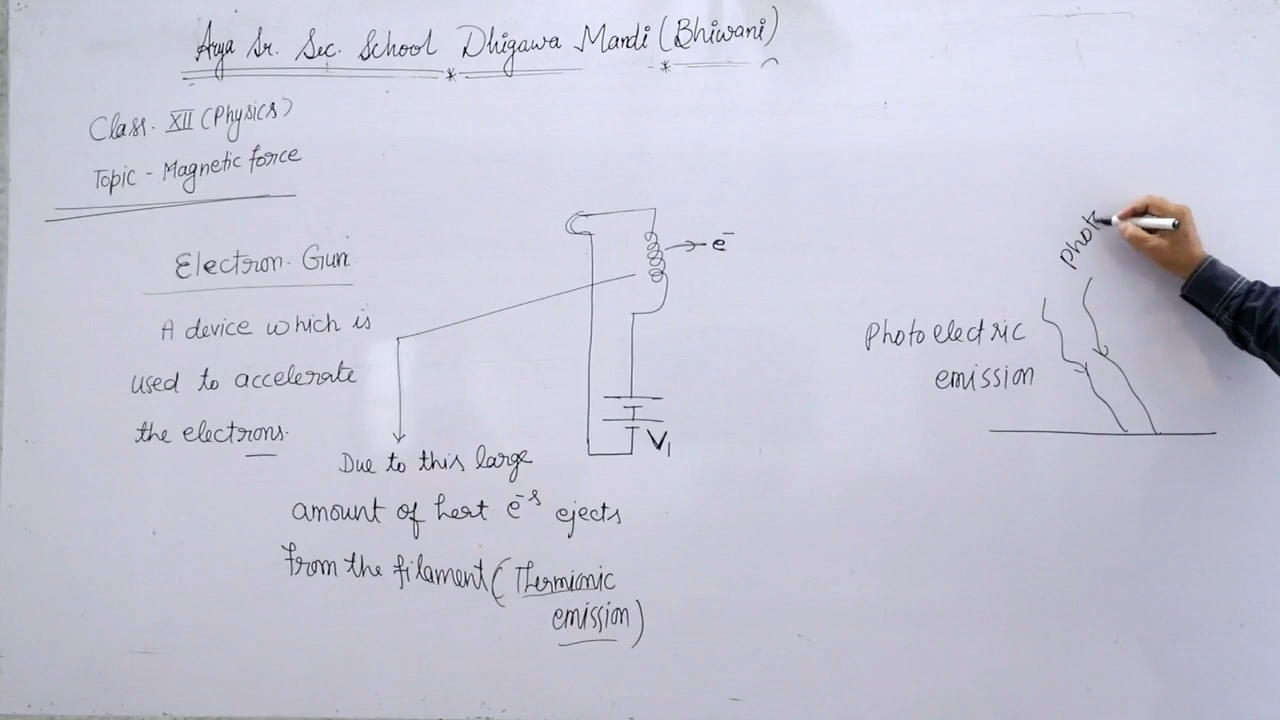 Arya Sr. Sec. School Dhigawa Mandi (Bhiwani)
Class. XII (Physics)
Topic - Magnetic force
Electron Gun
A device which is
used to accelerate
the electrons.
e⁻
V₁
Due to this large
amount of heat e⁻s ejects
from the filament (Thermionic
emission)
Photoelectric
emission
Phot